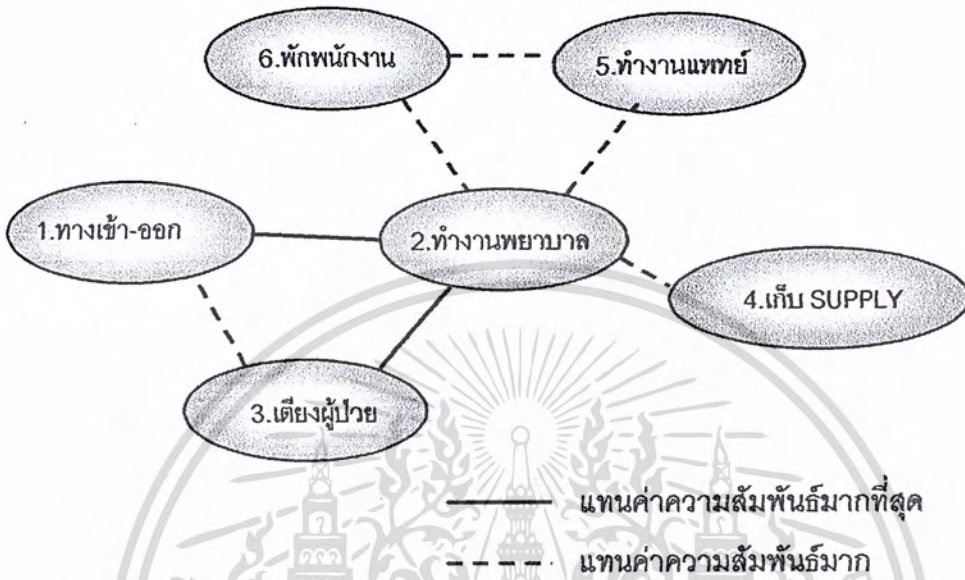 6.พักพนักงาน
5.ทำงานแพทย์
1.ทางเข้า-ออก
2.ทำงานพยาบาล
4.เก็บ SUPPLY
3.เตียงผู้ป่วย
แทนค่าความสัมพันธ์มากที่สุด
แทนค่าความสัมพันธ์มาก